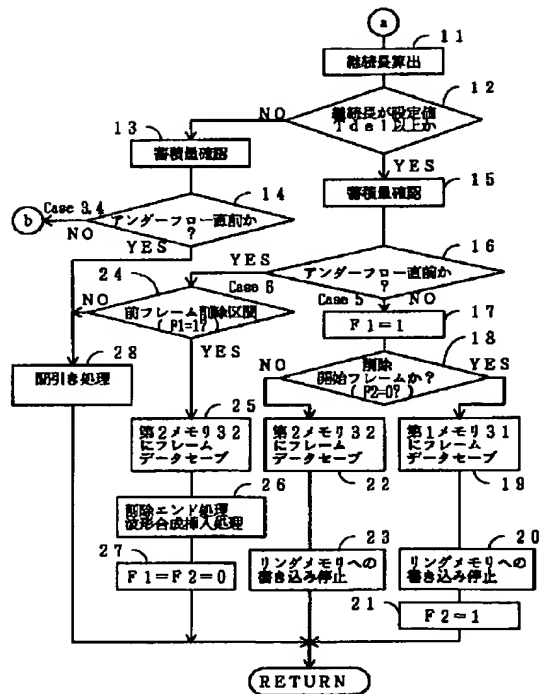 a
11
継続長算出
12
継続長が設定値
Tdel以上か
NO
YES
13
蓄積量確認
15
蓄積量確認
14
アンダーフロー直前か
?
Case 3,4
b
NO
YES
16
アンダーフロー直前か
?
YES
Case 6
Case 5
NO
24
前フレーム削除区間
(F1=1?)
NO
YES
17
F1=1
18
削除
開始フレームか?
(F2=0?)
NO
YES
28
間引き処理
25
第2メモリ32
にフレーム
データセーブ
第2メモリ32
にフレーム
データセーブ
22
第1メモリ31
にフレーム
データセーブ
19
26
削除エンド処理
波形合成挿入処理
23
リングメモリへの
書き込み停止
20
リングメモリへの
書き込み停止
27
F1=F2=0
21
F2=1
RETURN